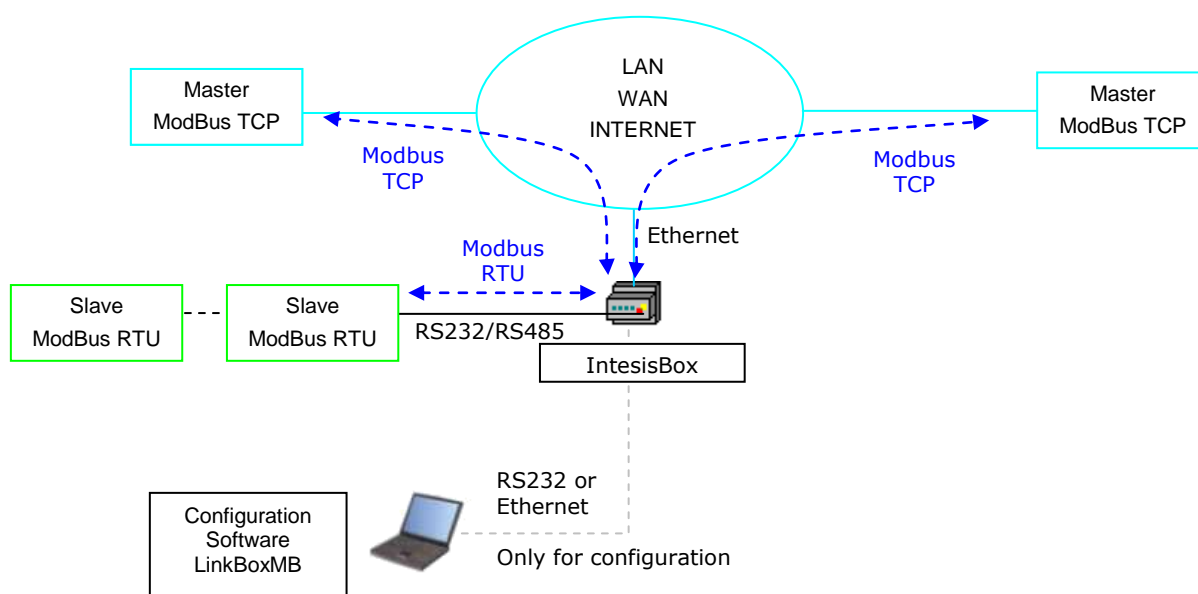 LAN
WAN
INTERNET
Master
ModBus TCP
Master
ModBus TCP
Modbus
TCP
Modbus
TCP
Ethernet
Modbus
RTU
Slave
ModBus RTU
Slave
ModBus RTU
RS232/RS485
IntesisBox
RS232 or
Ethernet
Configuration
Software
LinkBoxMB
Only for configuration